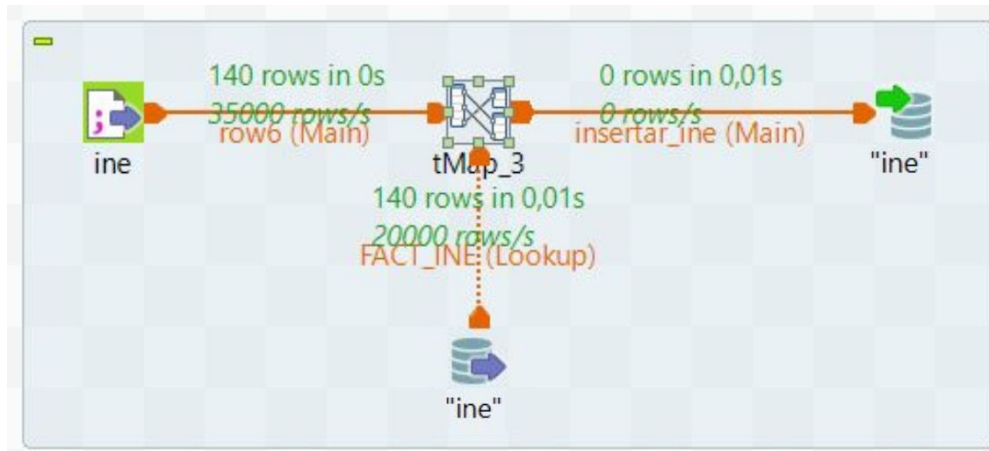 140 rows in 0s
35000 rows/s
row6 (Main)
0 rows in 0,01s
0 rows/s
insertar_ine (Main)
ine
tMap_3
"ine"
140 rows in 0,01s
20000 rows/s
FACT_INE (Lookup)
"ine"